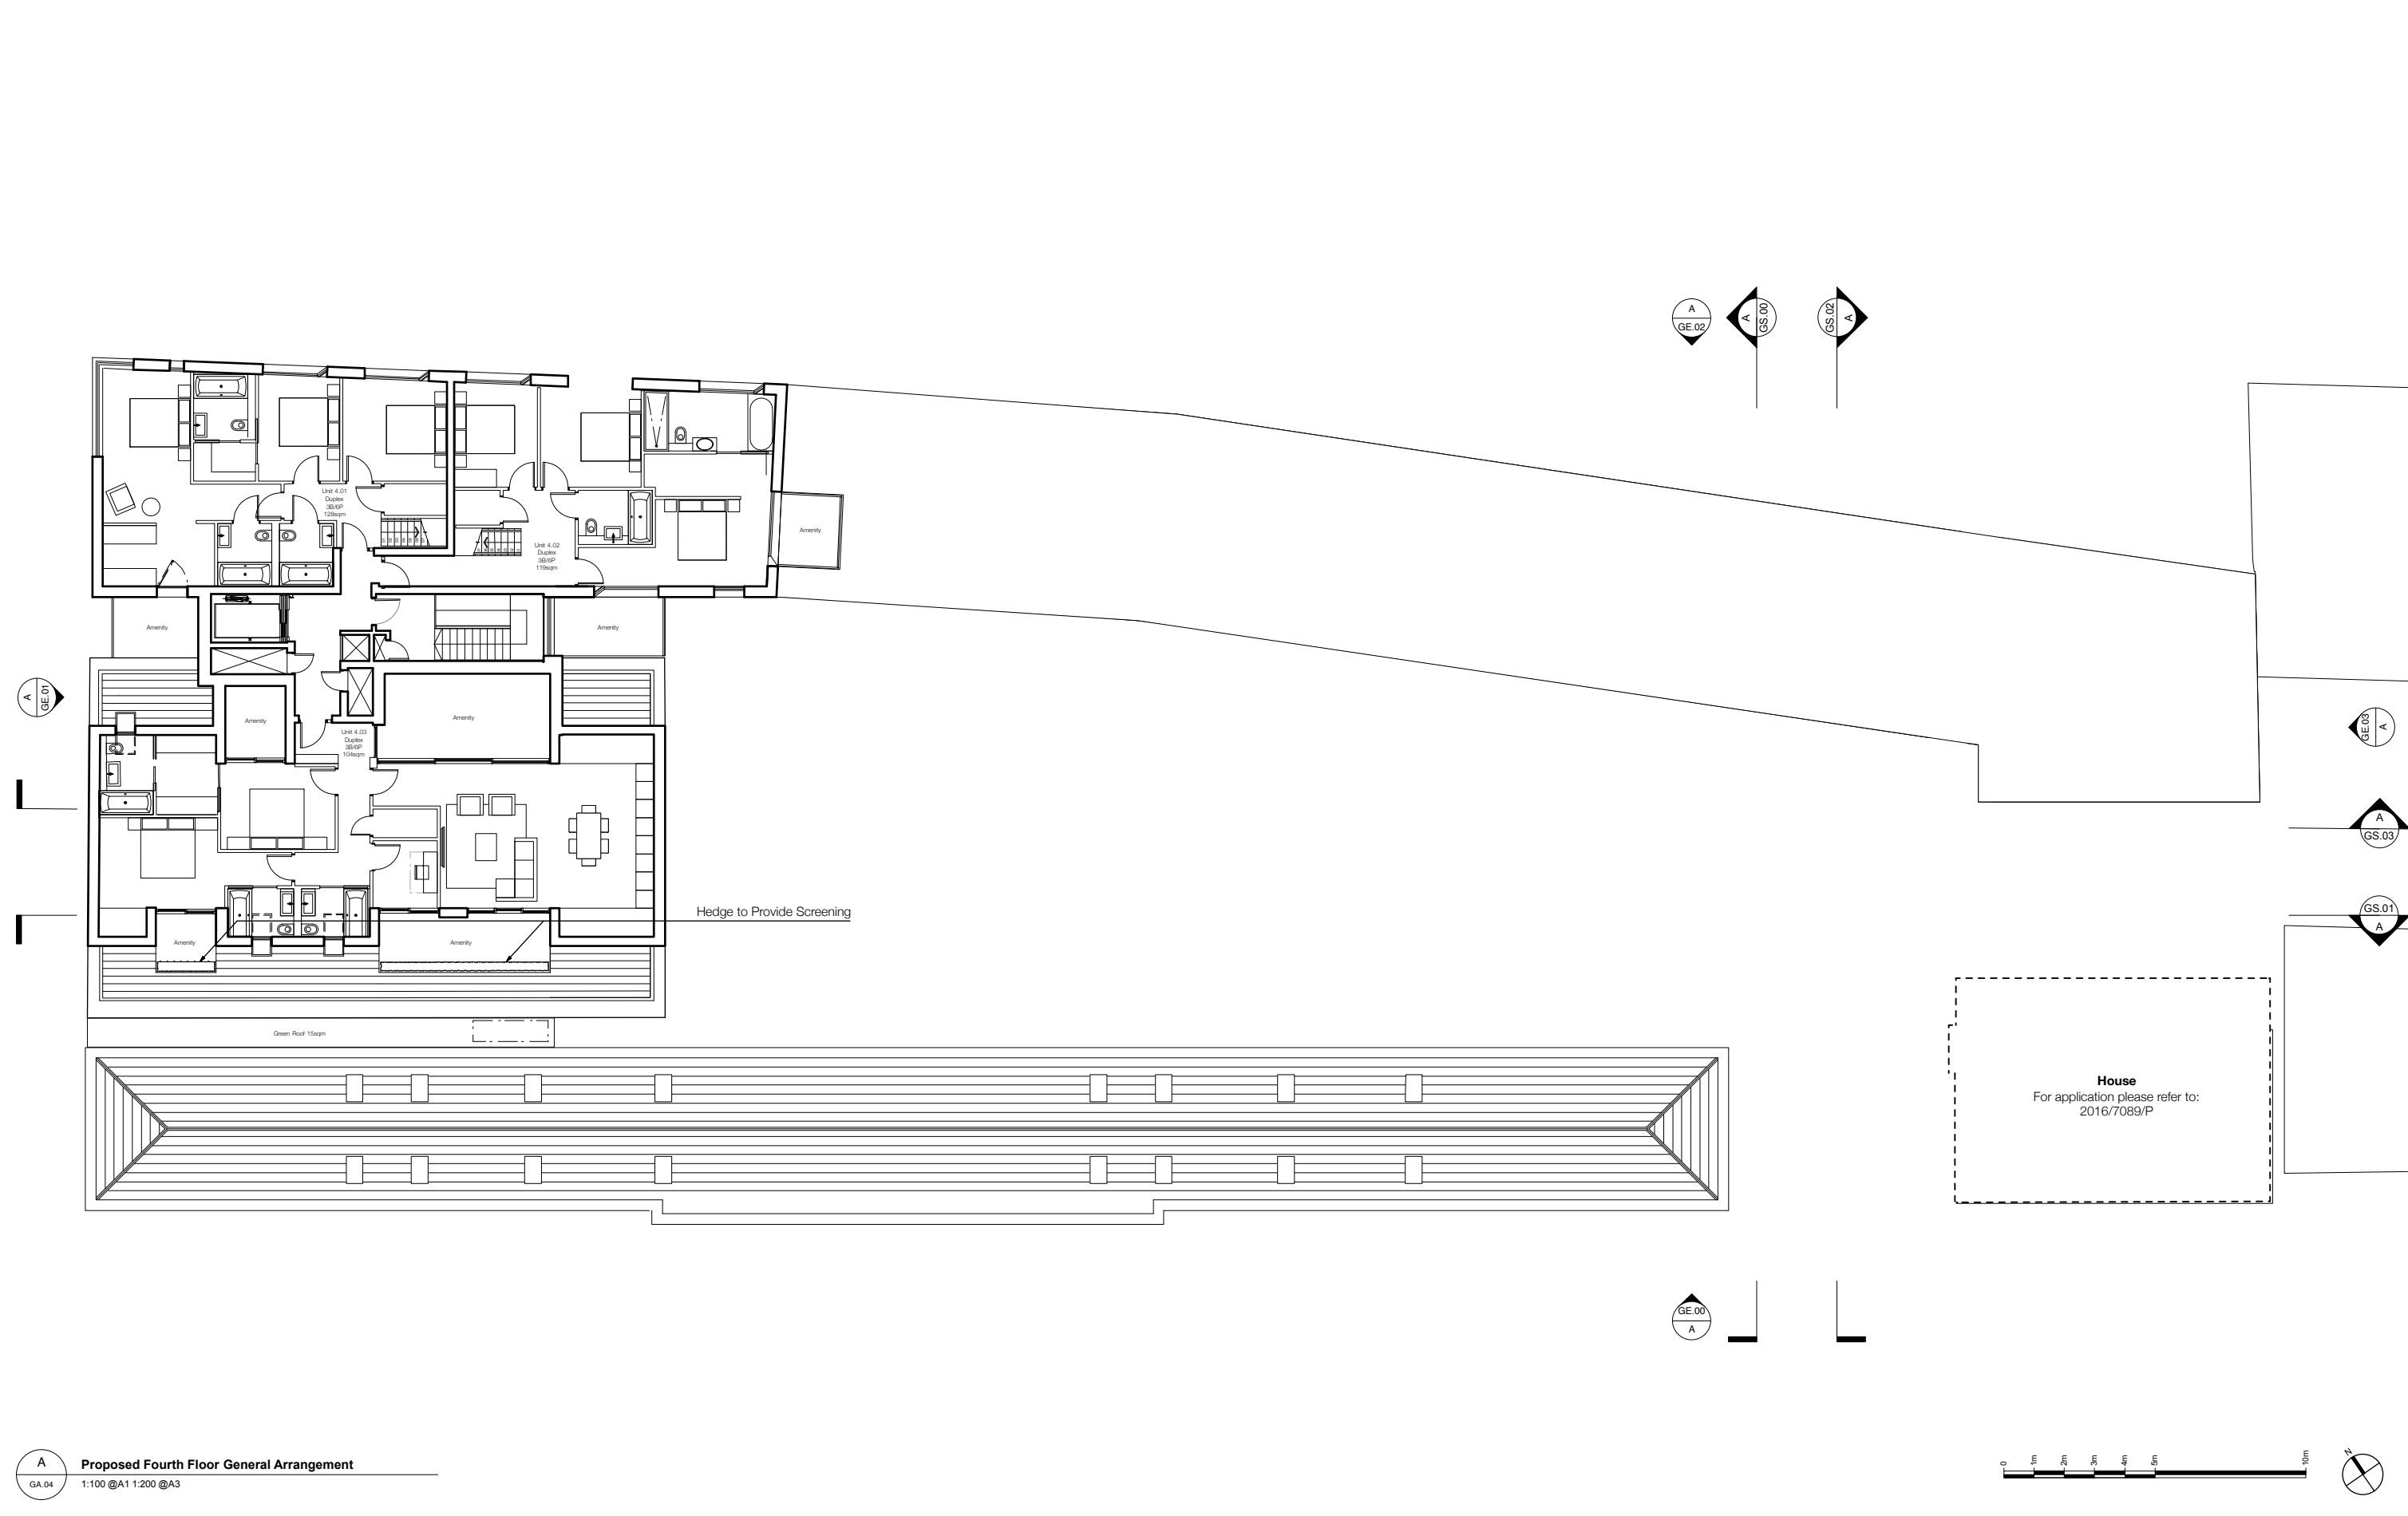 A
GE.02
A
GS.00
GS.02
A
Unit 4.01
Duplex
3B/6P
128sqm
Unit 4.02
Duplex
3B/6P
119sqm
Amenity
Amenity
Amenity
A
GE.01
Amenity
Amenity
Unit 4.03
Duplex
3B/6P
104sqm
GE.03
A
A
GS.03
Hedge to Provide Screening
GS.01
A
Amenity
Amenity
Green Roof 15sqm
House
For application please refer to:
2016/7089/P
GE.00
A
A
GA.04
Proposed Fourth Floor General Arrangement
1:100 @A1 1:200 @A3
0
1m
2m
3m
4m
5m
10m
N